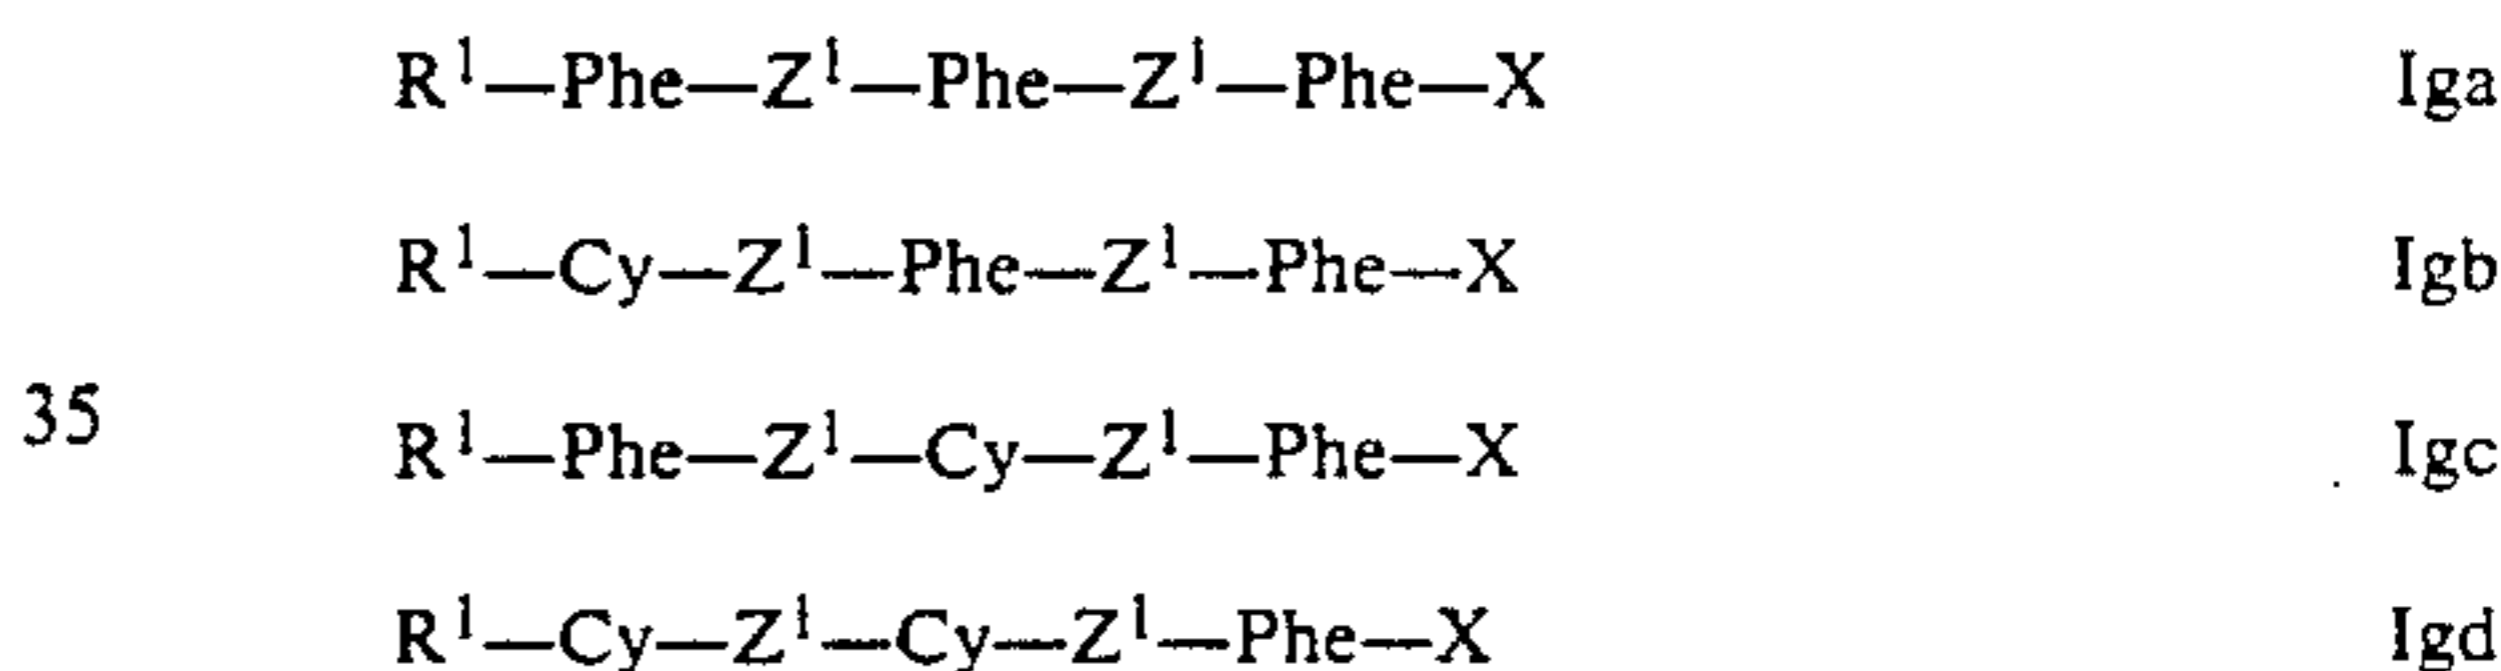 R¹—Phe—Z¹—Phe—Z¹—Phe—X Iga
R¹—Cy—Z¹—Phe—Z¹—Phe—X Igb
35
R¹—Phe—Z¹—Cy—Z¹—Phe—X Igc
R¹—Cy—Z¹—Cy—Z¹—Phe—X Igd